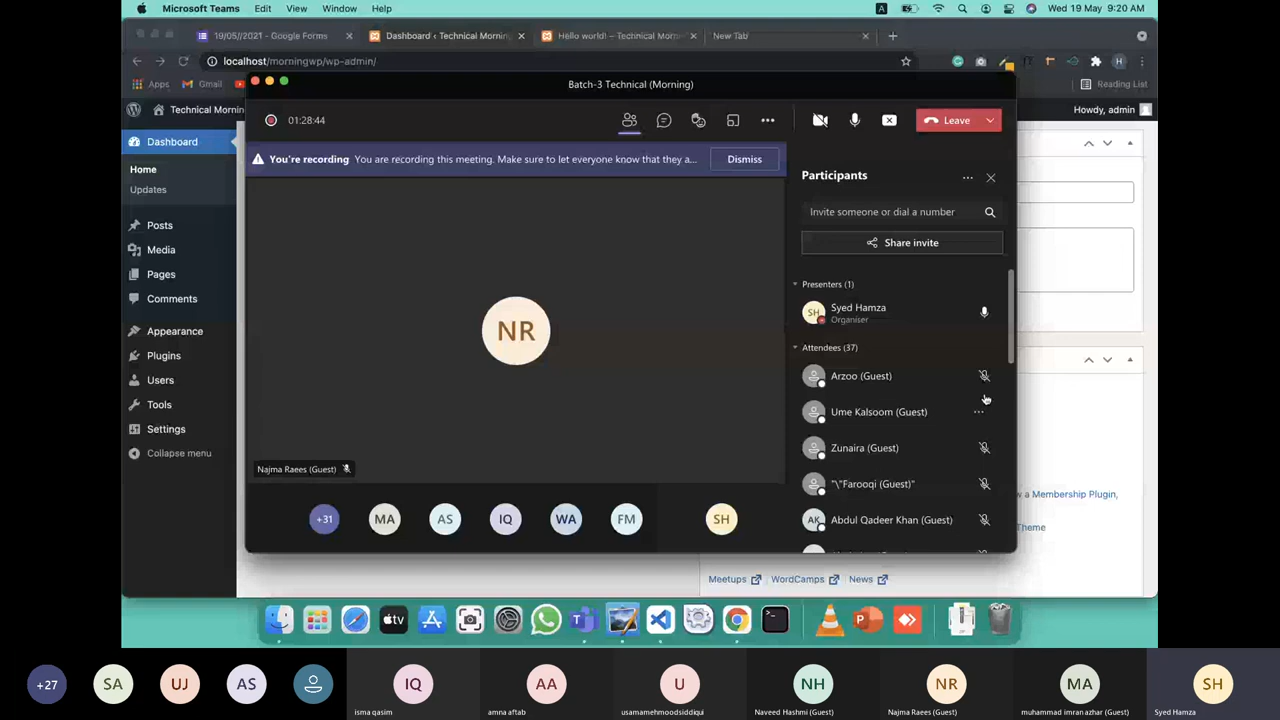 Microsoft Teams Edit View Window Help
A Wed 19 May 9:20 AM
19/05//2021 - Google Forms
Dashboard ‹ Technical Mornin
Hello world! – Technical Mornin
New Tab
localhost/morningwp/wp-admin/
Apps Gmail
Reading List
Technical Mornin
Howdy, admin
Dashboard
Home
Updates
Posts
Media
Pages
Comments
Appearance
Plugins
Users
Tools
Settings
Collapse menu
Batch-3 Technical (Morning)
01:28:44
Leave
You're recording You are recording this meeting. Make sure to let everyone know that they a...
Dismiss
NR
Najma Raees (Guest)
+31 MA AS IQ WA FM SH
Participants
Invite someone or dial a number
Share invite
Presenters (1)
SH Syed Hamza
Organiser
Attendees (37)
Arzoo (Guest)
Ume Kalsoom (Guest)
Zunaira (Guest)
"\"Farooqi (Guest)"
AK Abdul Qadeer Khan (Guest)
w a Membership Plugin,
Theme
Meetups WordCamps News
tv
P
+27 SA UJ AS IQ AA U NH NR MA SH
isma qasim
amna aftab
usamamehmoodsiddiqui
Naveed Hashmi (Guest)
Najma Raees (Guest)
muhammad imran azhar (Guest)
Syed Hamza